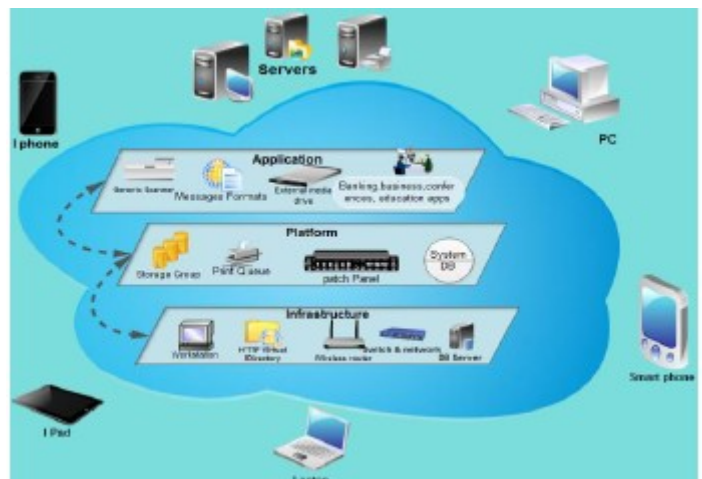 Servers
I phone
PC
Application
Generic Scanner
Messages Formats
External media
drive
Banking,business,confer
ences, education apps
Platform
Storage Group
Print Queue
patch Panel
System
DB
Infrastructure
Workstation
HTTP Virtual
Directory
Wireless router
Switch & network
DB Server
Smart phone
I Pad